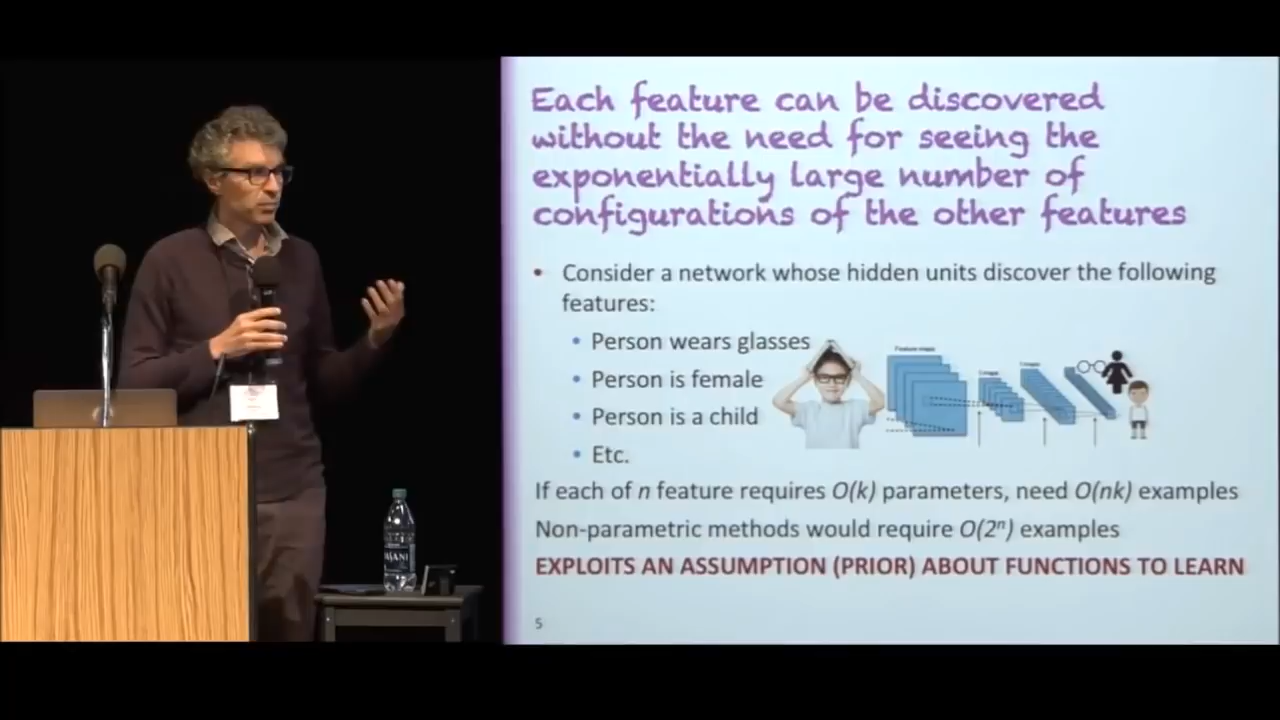 Each feature can be discovered
without the need for seeing the
exponentially large number of
configurations of the other features
• Consider a network whose hidden units discover the following
features:
• Person wears glasses
• Person is female
• Person is a child
• Etc.
Feature maps
If each of n feature requires O(k) parameters, need O(nk) examples
Non-parametric methods would require O(2ⁿ) examples
EXPLOITS AN ASSUMPTION (PRIOR) ABOUT FUNCTIONS TO LEARN
5